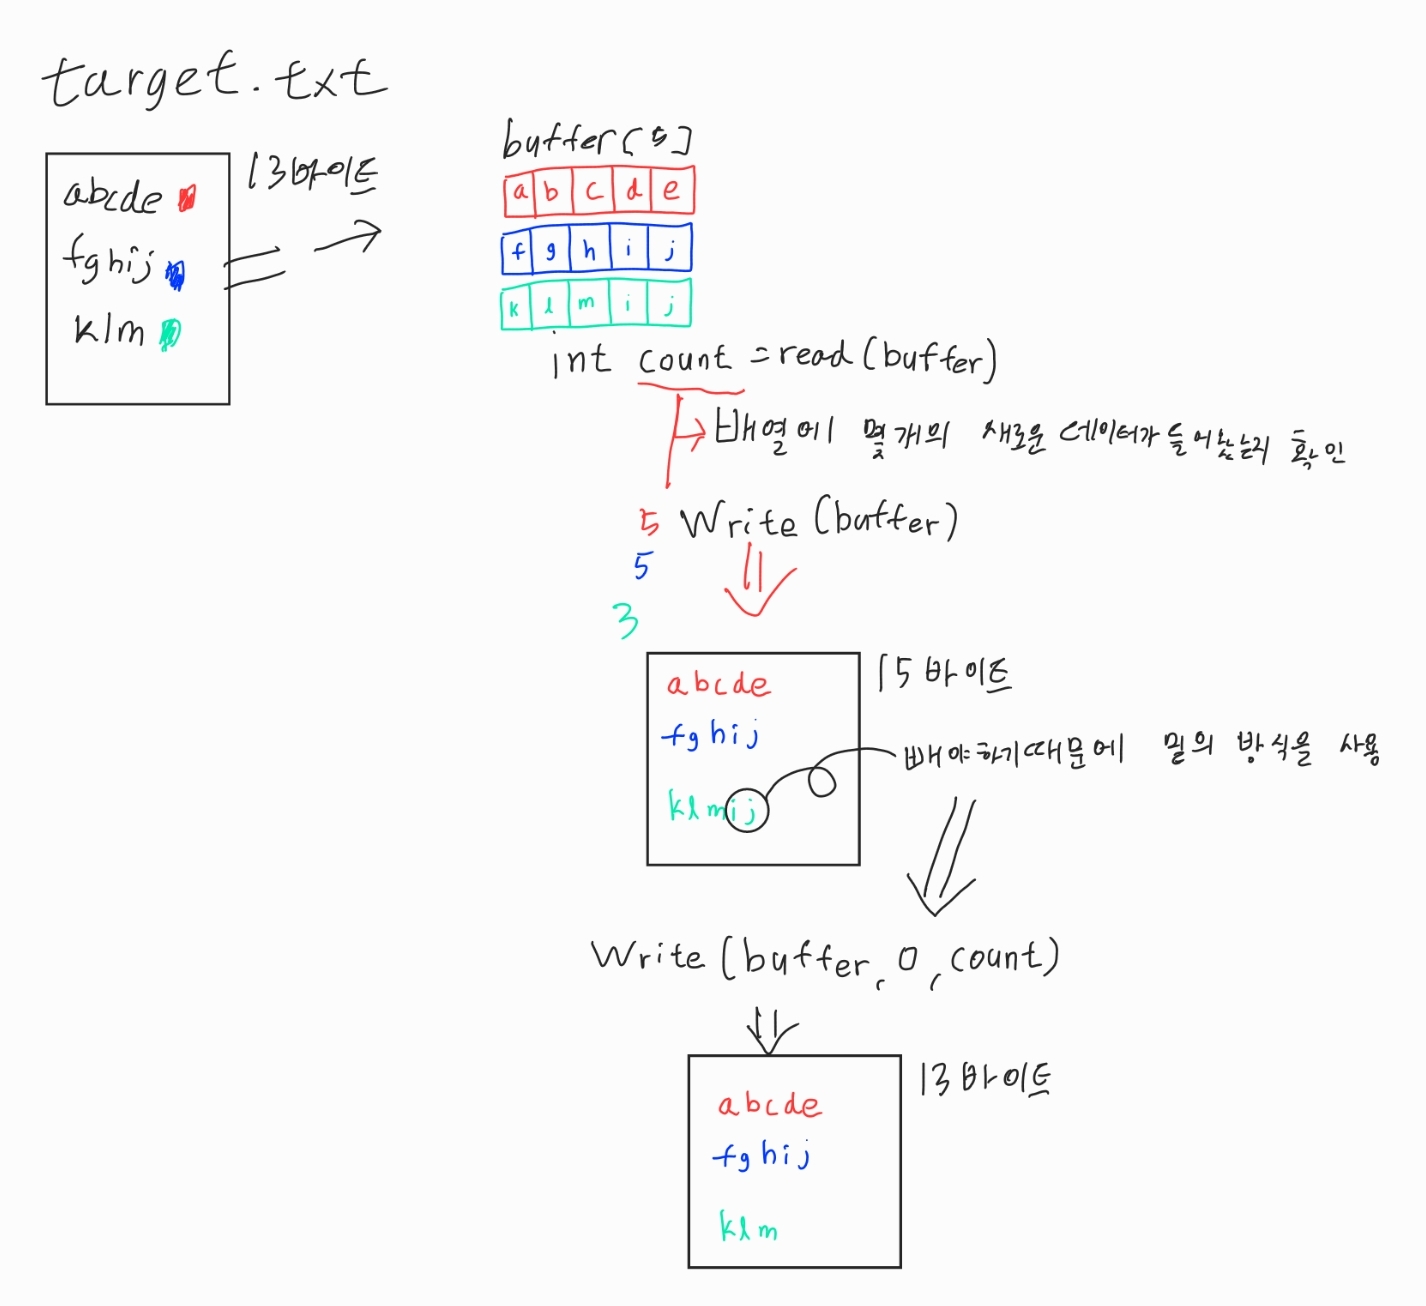 target.txt
13바이트
abcde
fghij
klm
buffer[5]
a b c d e
f g h i j
k l m i j
int count = read(buffer)
배열에 몇개의 새로운 데이터가 들어왔는지 확인
5 Write (buffer)
5
3
15바이트
abcde
fghij
klmij
빼야하기때문에 밑의 방식을 사용
Write (buffer, 0, count)
13바이트
abcde
fghij
klm